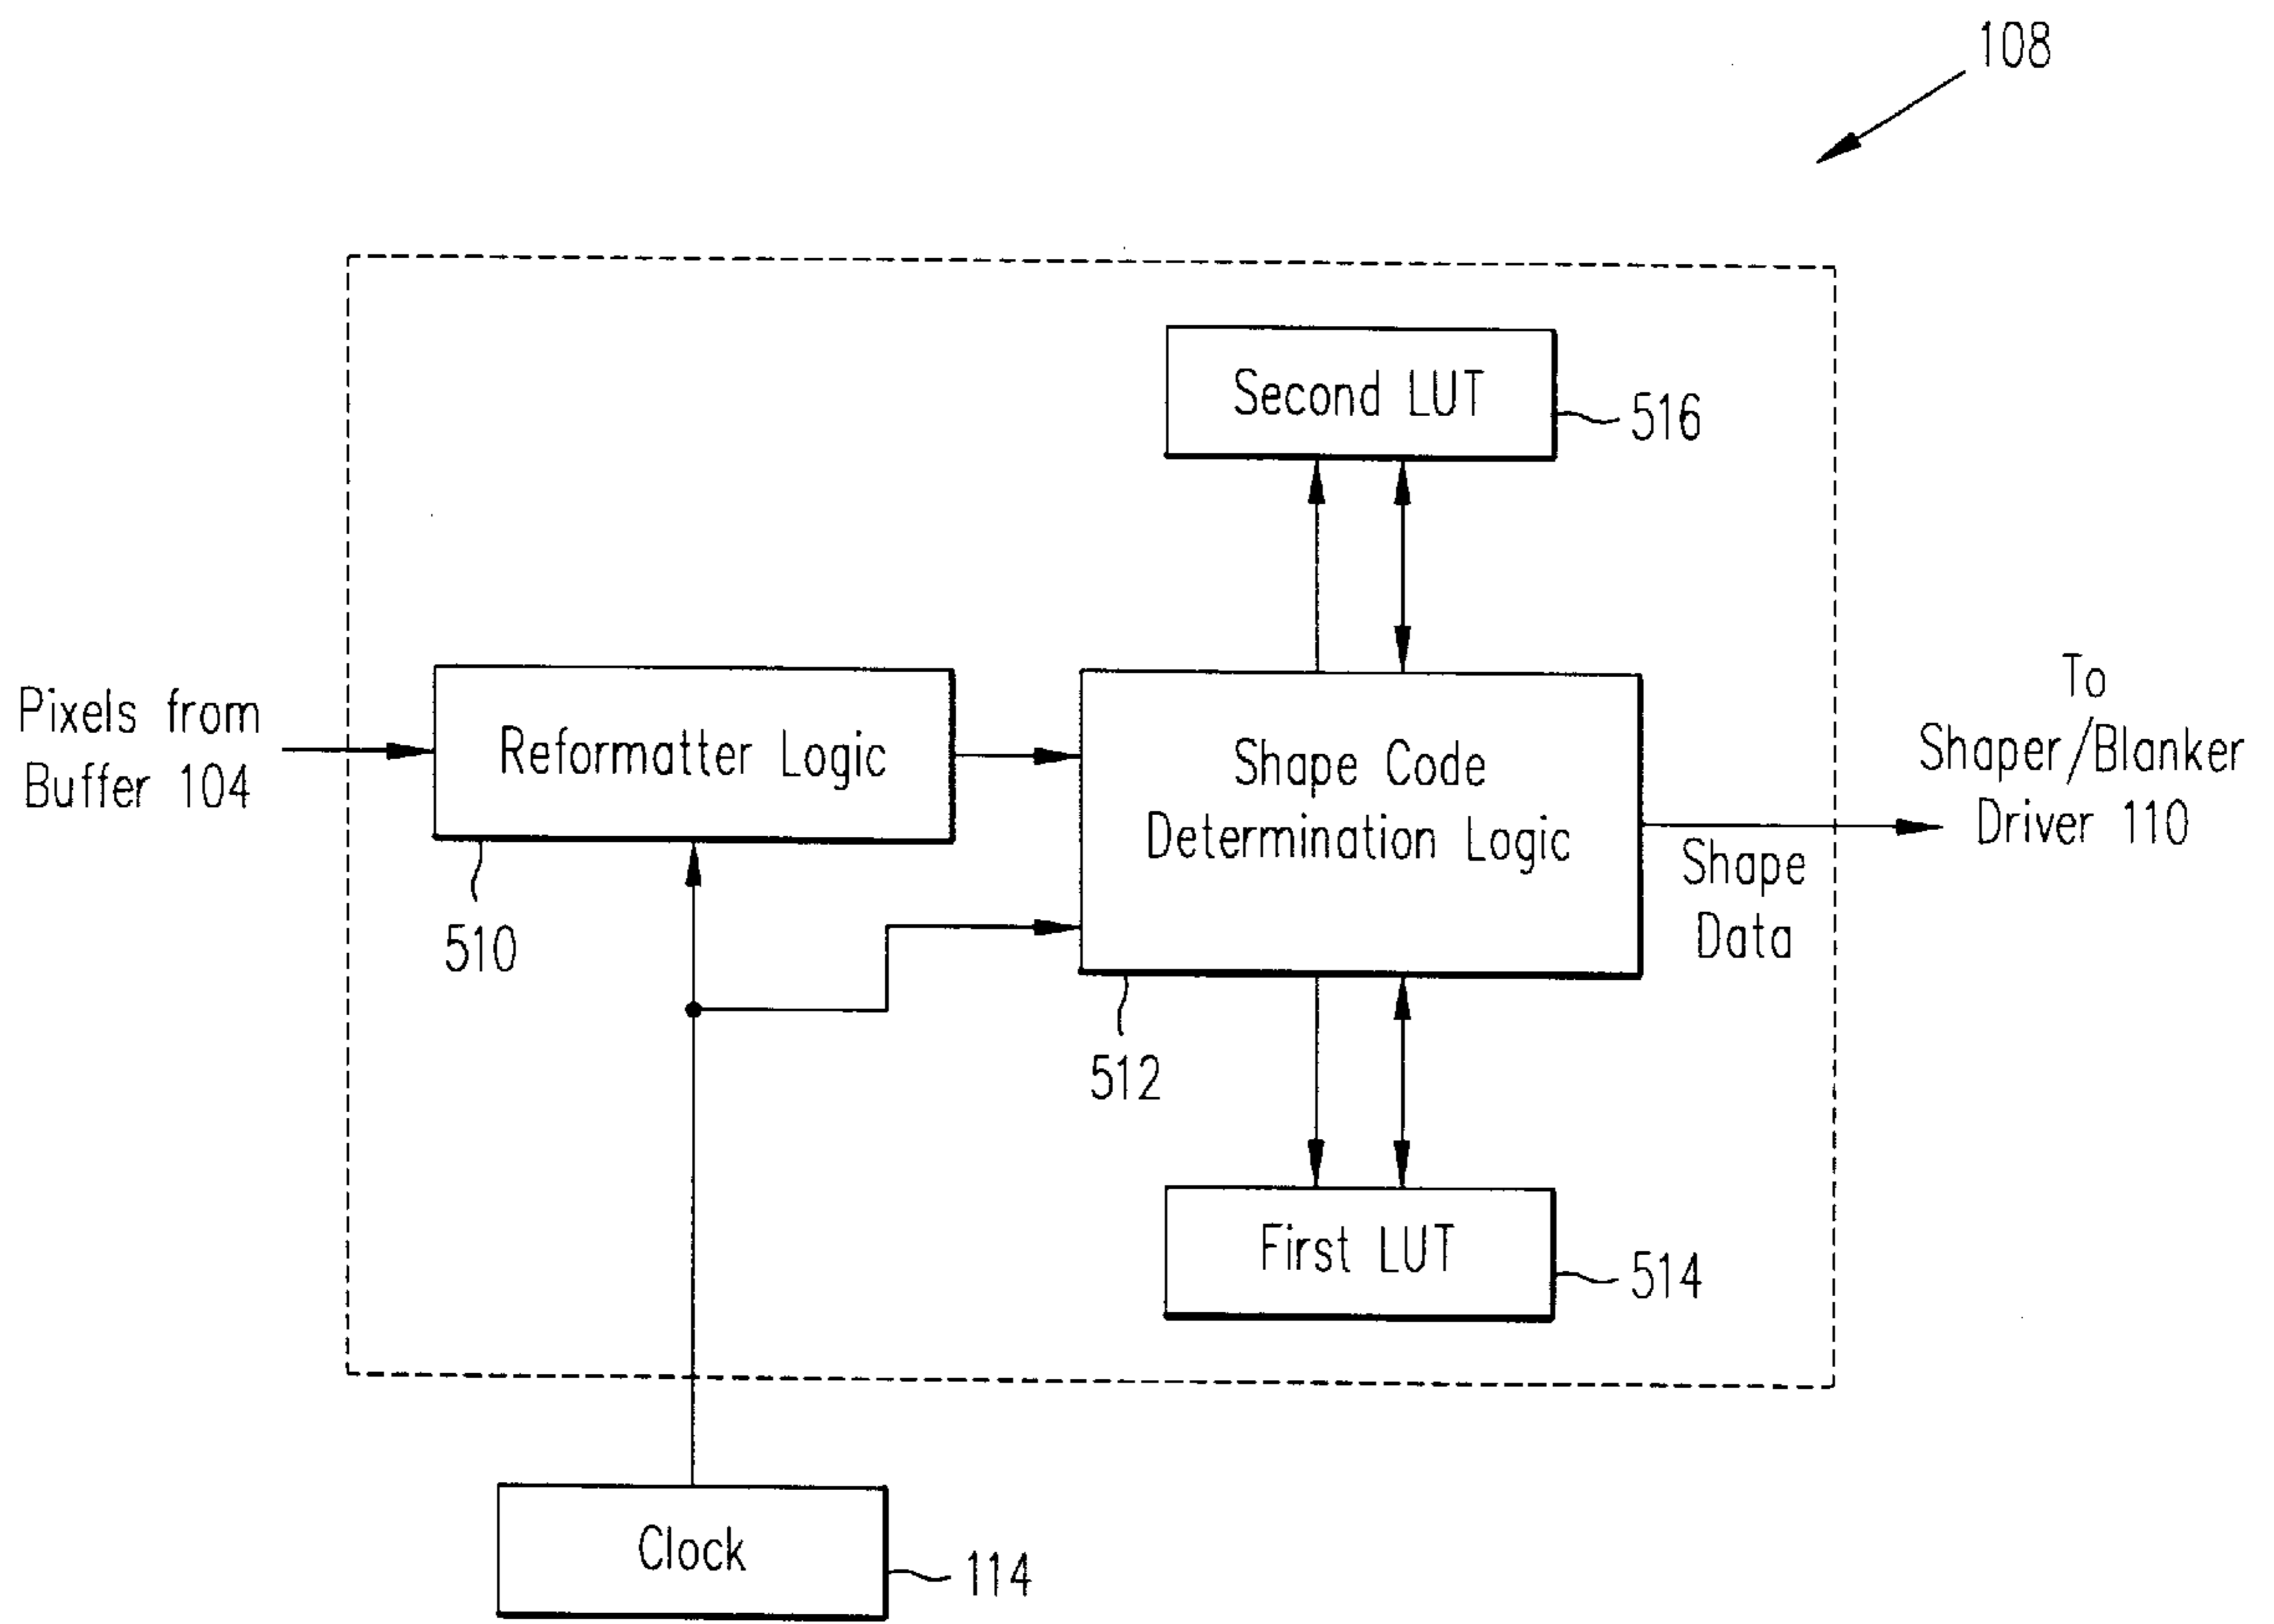 108
Second LUT
516
Pixels from
Buffer 104
Reformatter Logic
510
Shape Code
Determination Logic
512
To
Shaper/Blanker
Driver 110
Shape
Data
First LUT
514
Clock
114